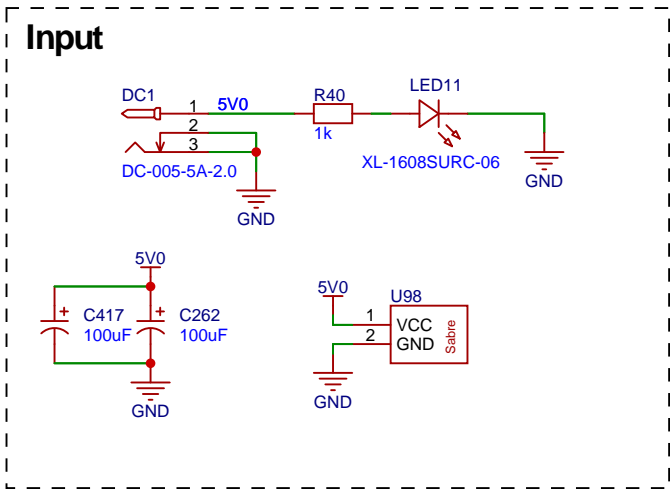 Input
DC1
1
5V0
2
3
DC-005-5A-2.0
GND
R40
1k
LED11
XL-1608SURC-06
GND
5V0
C417
100uF
C262
100uF
GND
5V0
U98
1
VCC
2
GND
Sabre
GND